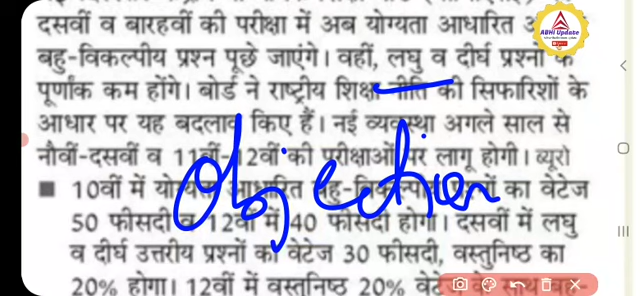 दसवीं व बारहवीं की परीक्षा में अब योग्यता आधारित
ABHI Update
बहु-विकल्पीय प्रश्न पूछे जाएंगे। वहीं, लघु व दीर्घ प्रश्नों के
पूर्णांक कम होंगे। बोर्ड ने राष्ट्रीय शिक्षा नीति की सिफारिशों के
आधार पर यह बदलाव किए हैं। नई व्यवस्था अगले साल से
नौवीं-दसवीं व 11वीं-12वीं की परीक्षाओं पर लागू होगी। ब्यूरो
■ 10वीं में योग्यता आधारित बहु-विकल्पीय प्रश्नों का वेटेज
50 फीसदी व 12वीं में 40 फीसदी होगा। दसवीं में लघु
व दीर्घ उत्तरीय प्रश्नों का वेटेज 30 फीसदी, वस्तुनिष्ठ का
20% होगा। 12वीं में वस्तुनिष्ठ 20% वेटेज के साथ